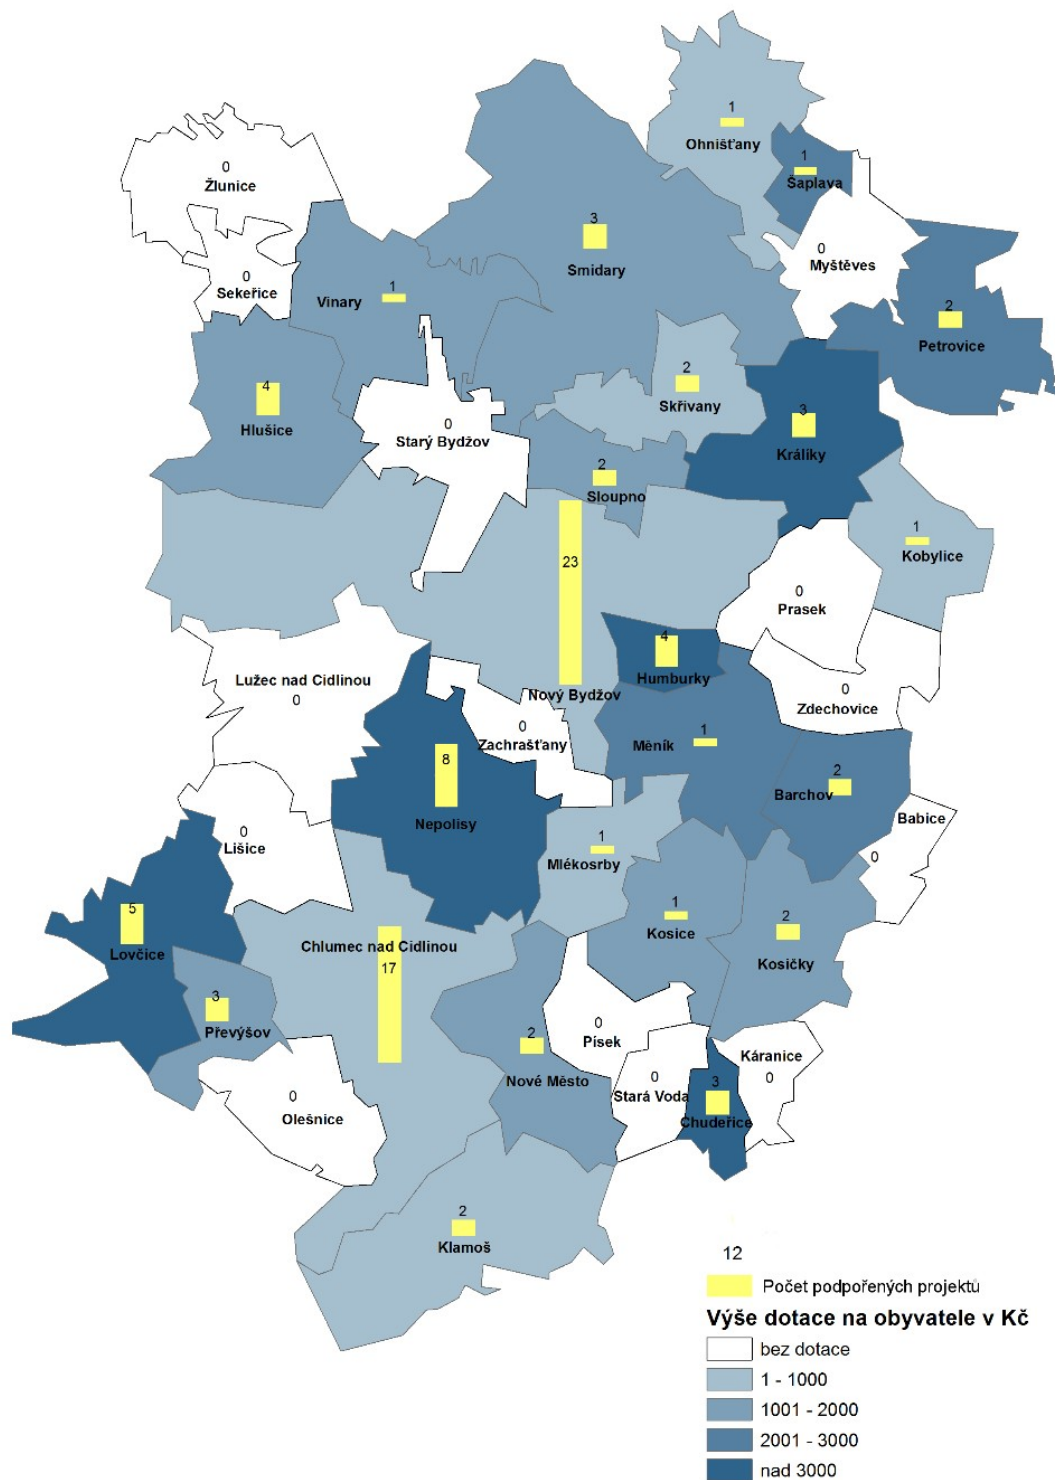 1
Ohnišťany
1
Šaplava
0
Žlunice
3
Smidary
0
Myštěves
0
Sekeřice
1
Vinary
2
Petrovice
2
Skřivany
4
Hlušice
3
Králíky
0
Starý Bydžov
2
Sloupno
1
Kobylice
23
Nový Bydžov
0
Prasek
4
Humburky
Lužec nad Cidlinou
0
0
Zdechovice
0
Zachrašťany
1
Měník
8
Nepolisy
2
Barchov
Babice
0
0
Lišice
1
Mlékosrby
5
Lovčice
1
Kosice
2
Kosičky
Chlumec nad Cidlinou
17
3
Převýšov
0
Písek
2
Nové Město
0
Stará Voda
Káranice
0
3
Chudeřice
0
Olešnice
2
Klamoš
12
Počet podpořených projektů
Výše dotace na obyvatele v Kč
bez dotace
1 - 1000
1001 - 2000
2001 - 3000
nad 3000